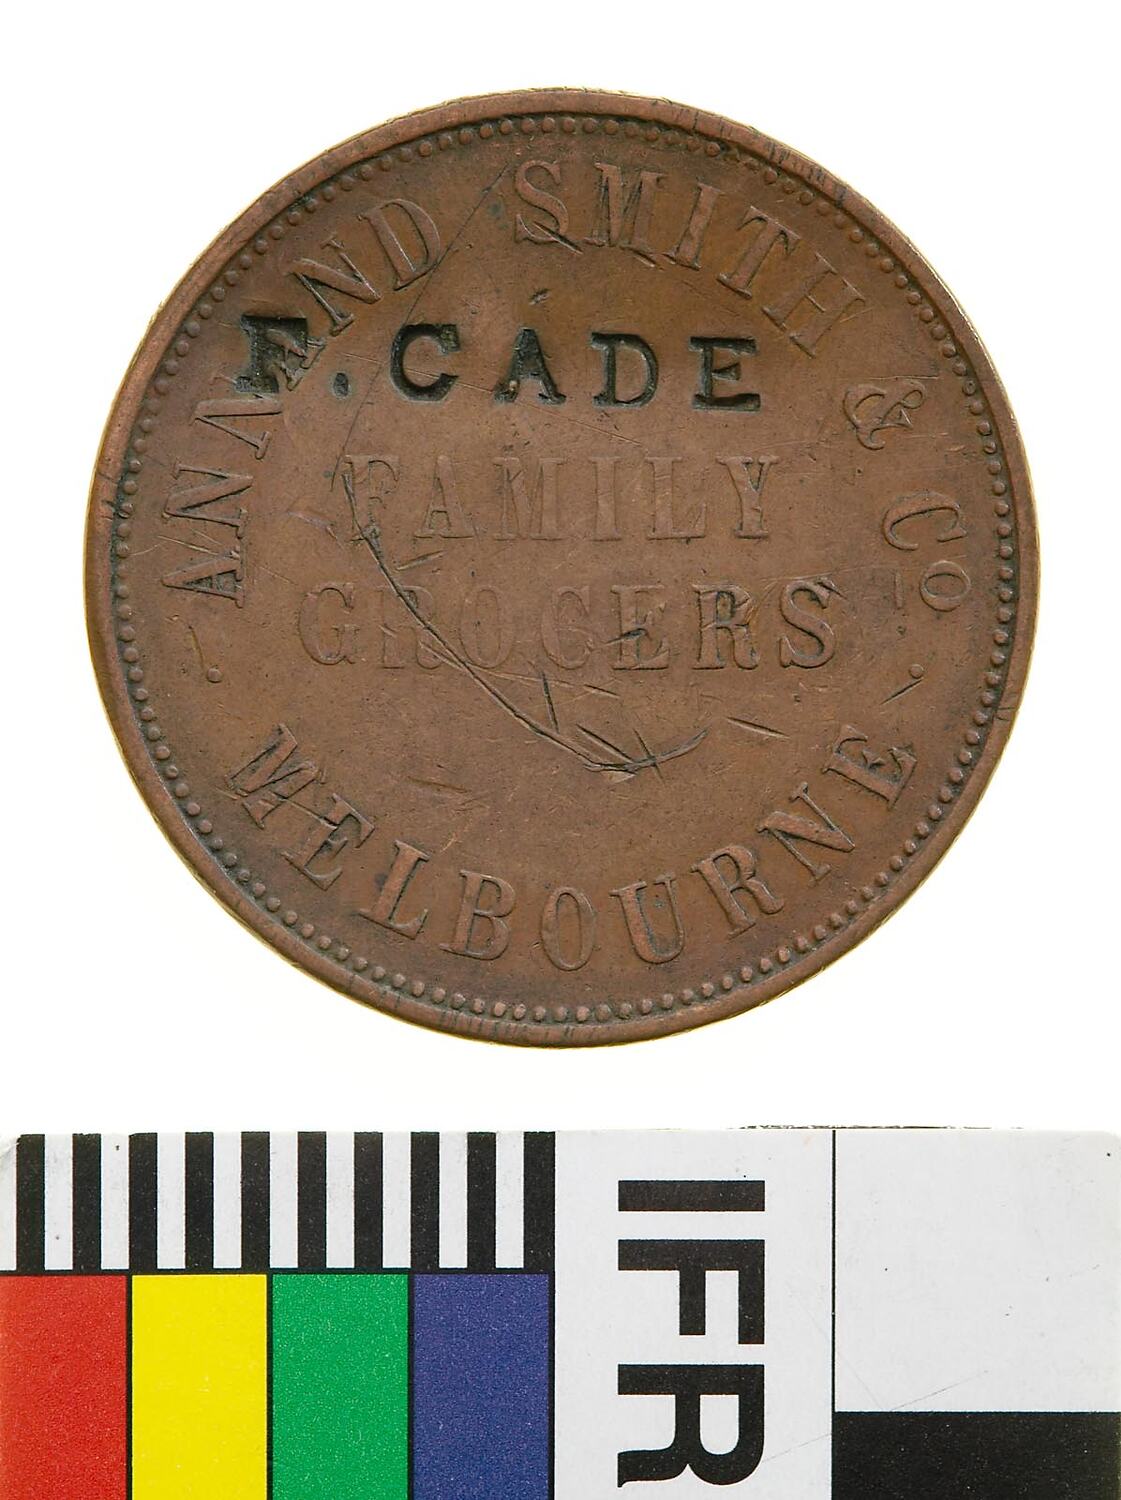 ANNAND SMITH & Co
F. CADE
FAMILY
GROCERS
MELBOURNE
IFR